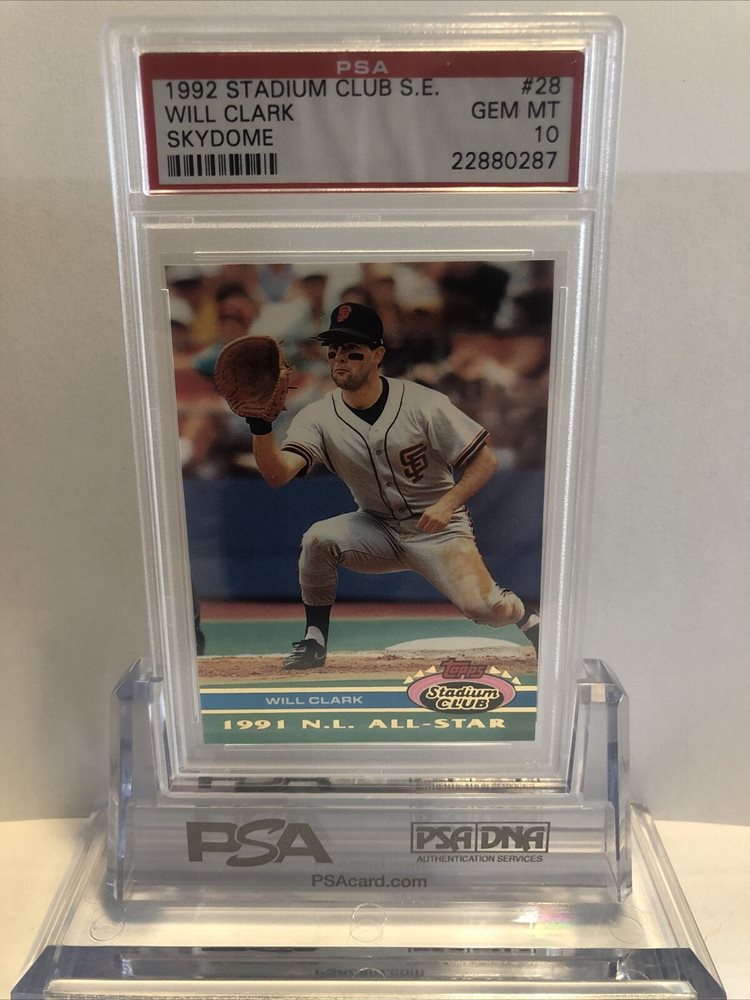 PSA
1992 STADIUM CLUB S.E. #28
WILL CLARK GEM MT
SKYDOME 10
22880287
SF
SF
Topps
Stadium
CLUB
WILL CLARK
1991 N.L. ALL-STAR
PSA PSA DNA
AUTHENTICATION SERVICES
PSAcard.com